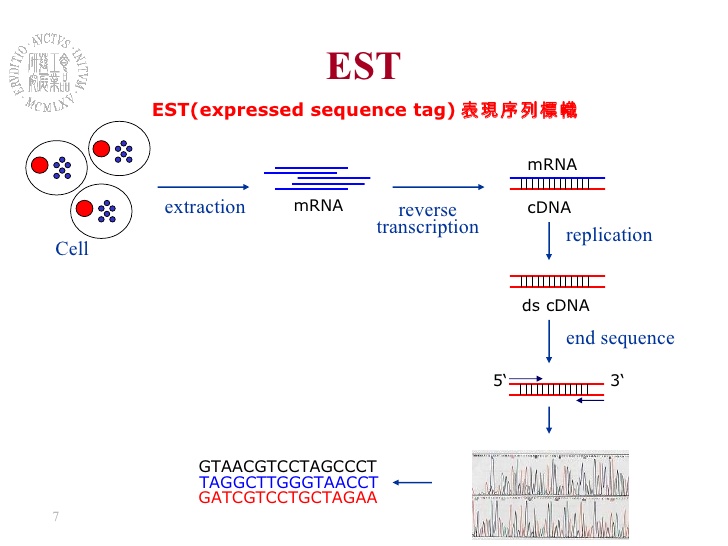 EST
EST(expressed sequence tag) 表現序列標幟
AVCTVS · INITVM · MCMLXV · ERVDITIO
mRNA
extraction
mRNA
reverse
transcription
cDNA
replication
Cell
ds cDNA
end sequence
5‘
3‘
GTAACGTCCTAGCCCT
TAGGCTTGGGTAACCT
GATCGTCCTGCTAGAA
7